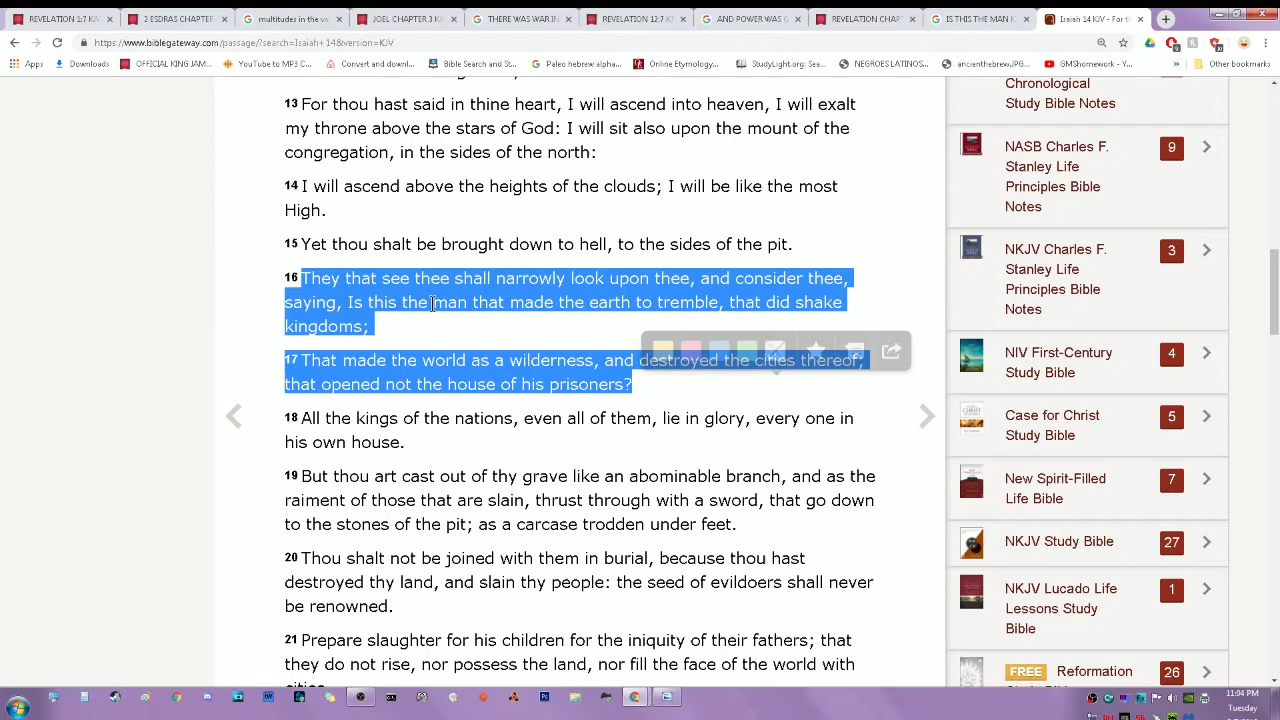 REVELATION 1:7 KJV
2 ESDRAS CHAPTER
multitudes in the va
JOEL CHAPTER 3 KJV
REVELATION 12:7 KJV
AND POWER WAS G
REVELATION CHAPT
IS THIS THE MAN K
Isaiah 14 KJV - For th
https://www.biblegateway.com/passage/?search=Isaiah+14&version=KJV
Apps
Downloads
OFFICIAL KING JAM
YouTube to MP3 C
Convert and downl
Bible Search and St
Paleo hebrew alpha
Online Etymology
StudyLight.org: Sea
NEGROES LATINOS
ancienthebrewJPG
GMSHomework - Y
»
Other bookmarks
13 For thou hast said in thine heart, I will ascend into heaven, I will exalt
my throne above the stars of God: I will sit also upon the mount of the
congregation, in the sides of the north:
14 I will ascend above the heights of the clouds; I will be like the most
High.
15 Yet thou shalt be brought down to hell, to the sides of the pit.
16 They that see thee shall narrowly look upon thee, and consider thee,
saying, Is this the man that made the earth to tremble, that did shake
kingdoms;
17 That made the world as a wilderness, and destroyed the cities thereof;
that opened not the house of his prisoners?
18 All the kings of the nations, even all of them, lie in glory, every one in
his own house.
19 But thou art cast out of thy grave like an abominable branch, and as the
raiment of those that are slain, thrust through with a sword, that go down
to the stones of the pit; as a carcase trodden under feet.
20 Thou shalt not be joined with them in burial, because thou hast
destroyed thy land, and slain thy people: the seed of evildoers shall never
be renowned.
21 Prepare slaughter for his children for the iniquity of their fathers; that
they do not rise, nor possess the land, nor fill the face of the world with
cities.
Chronological
Study Bible Notes
NASB Charles F.
Stanley Life
Principles Bible
Notes
9
NKJV Charles F.
Stanley Life
Principles Bible
Notes
3
NIV First-Century
Study Bible
4
Case for Christ
Study Bible
5
New Spirit-Filled
Life Bible
7
NKJV Study Bible
27
NKJV Lucado Life
Lessons Study
Bible
1
FREE Reformation
26
11:04 PM
Tuesday